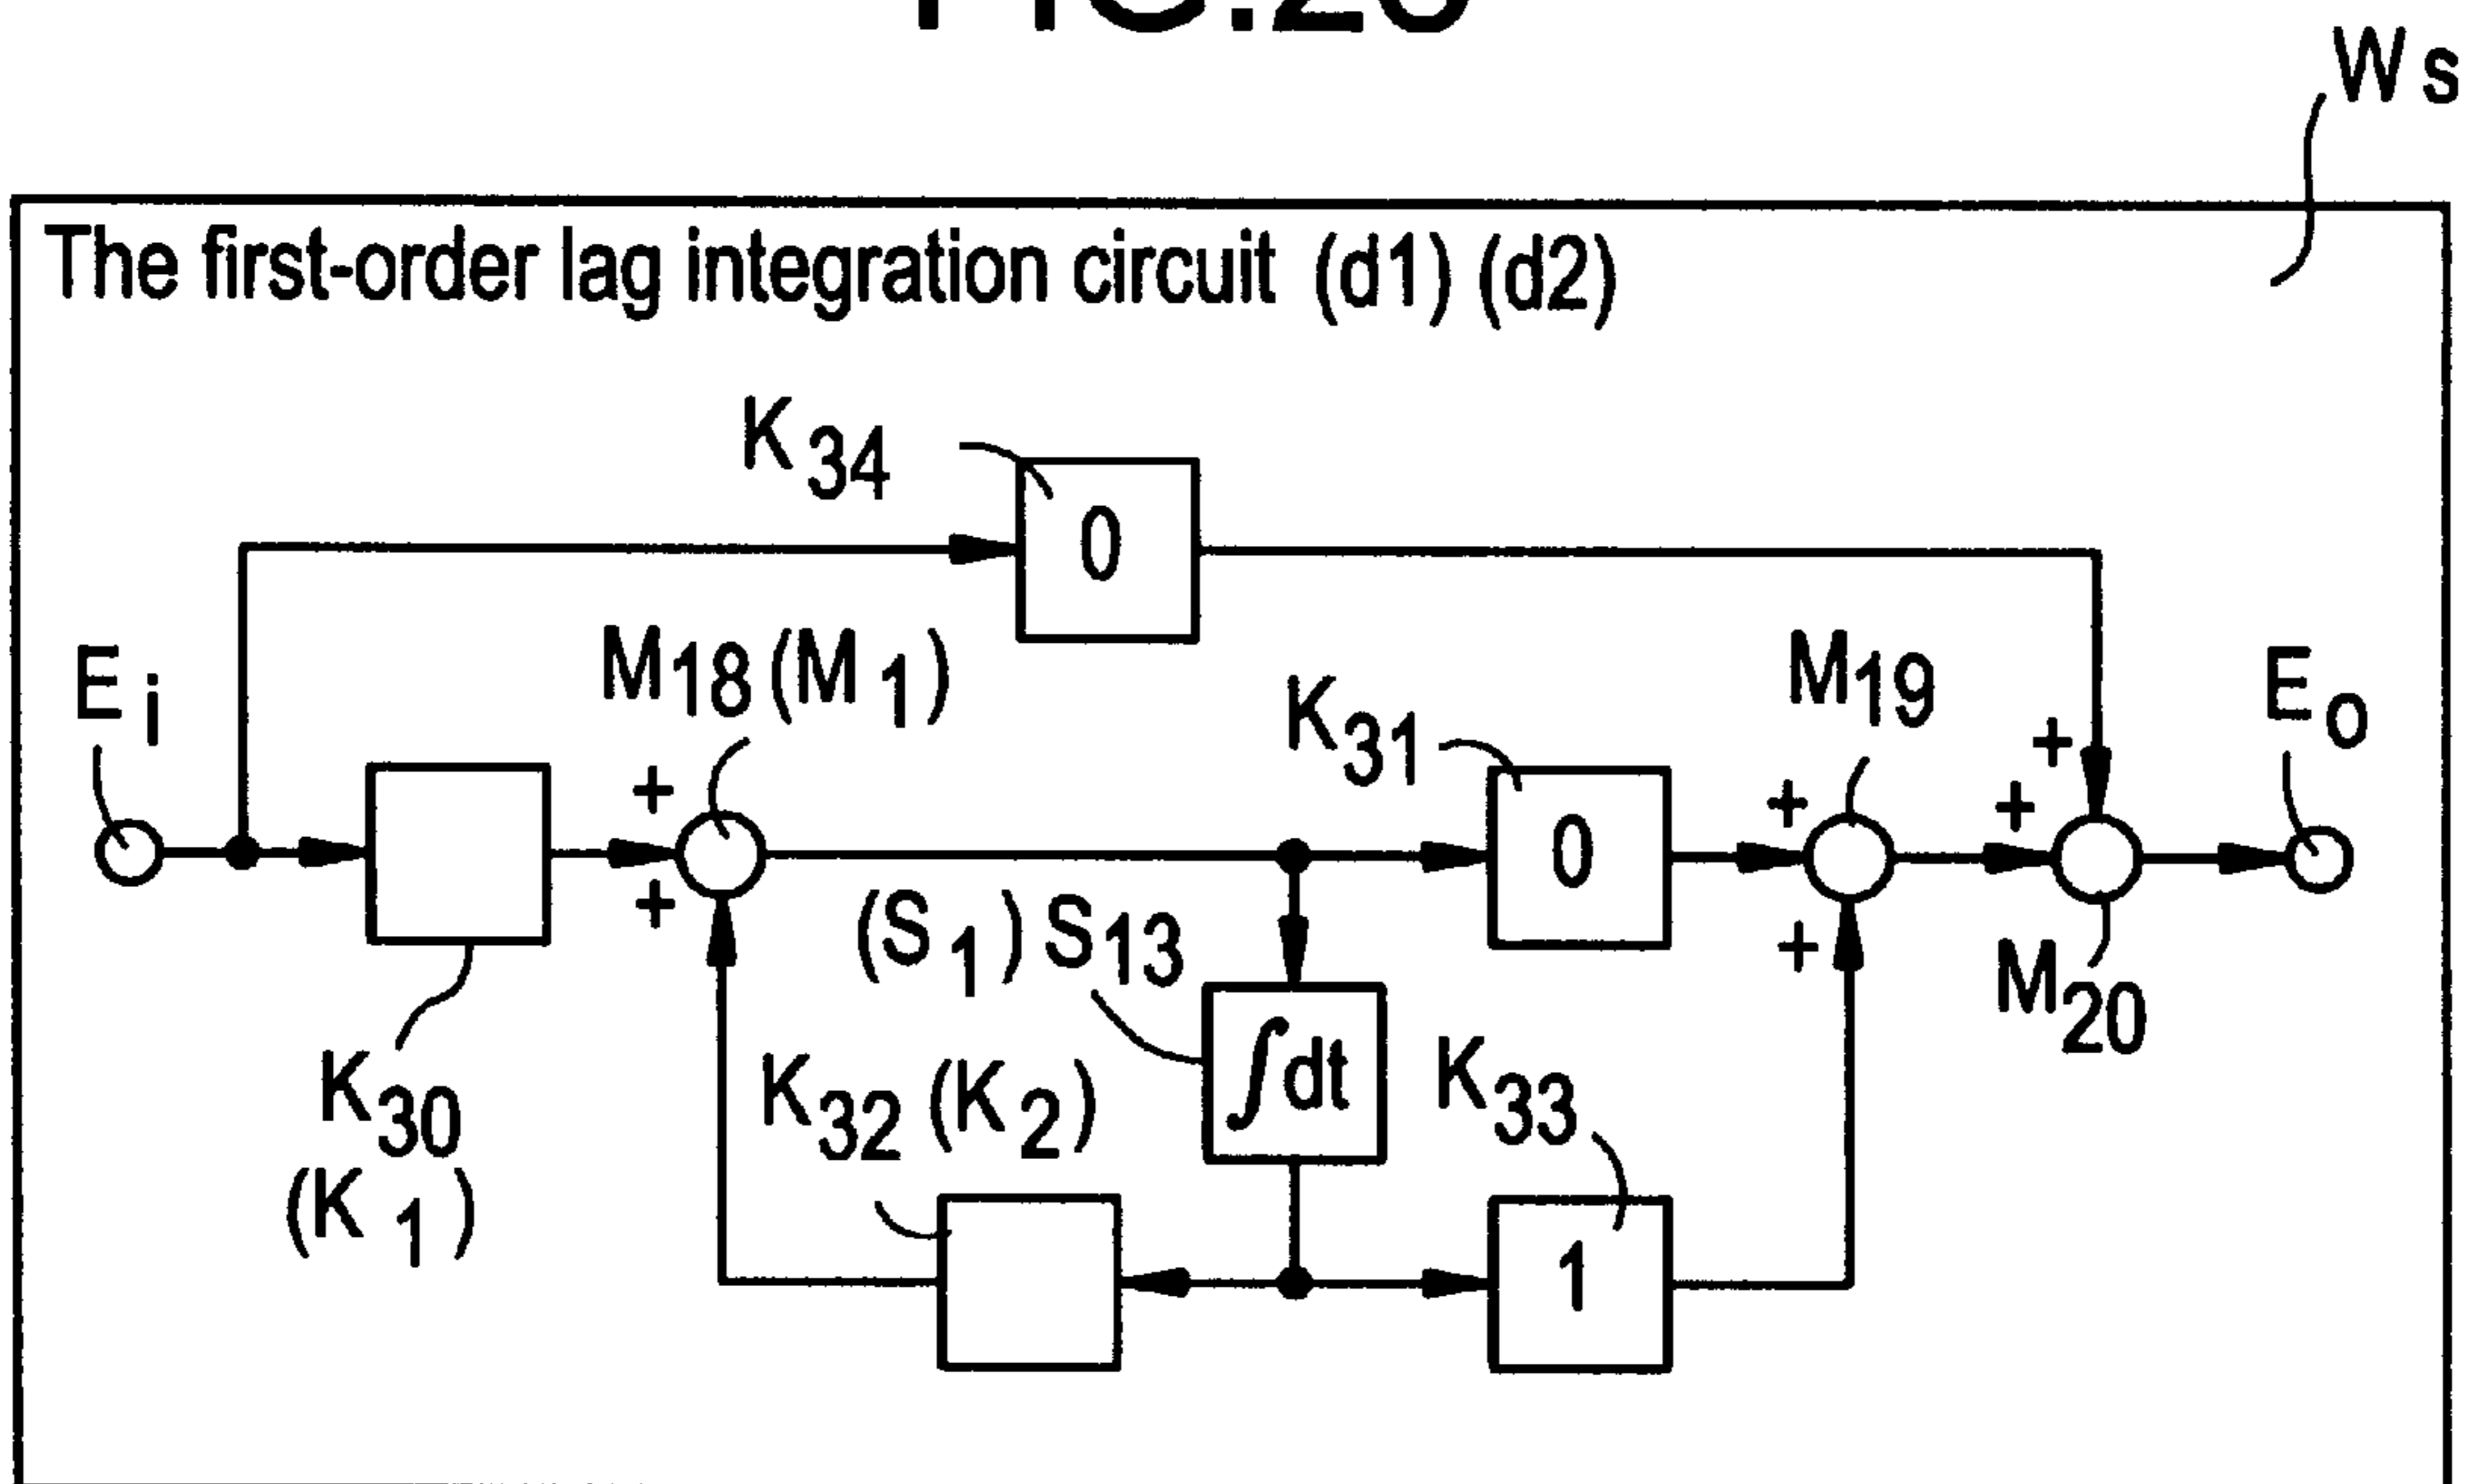 Ws
The first-order lag integration circuit (d1) (d2)
K34
0
Ei
M18(M1)
K31
M19
Eo
+
+
+
+
+
+
0
(S1)S13
M20
∫dt
K30
(K1)
K32(K2)
K33
1